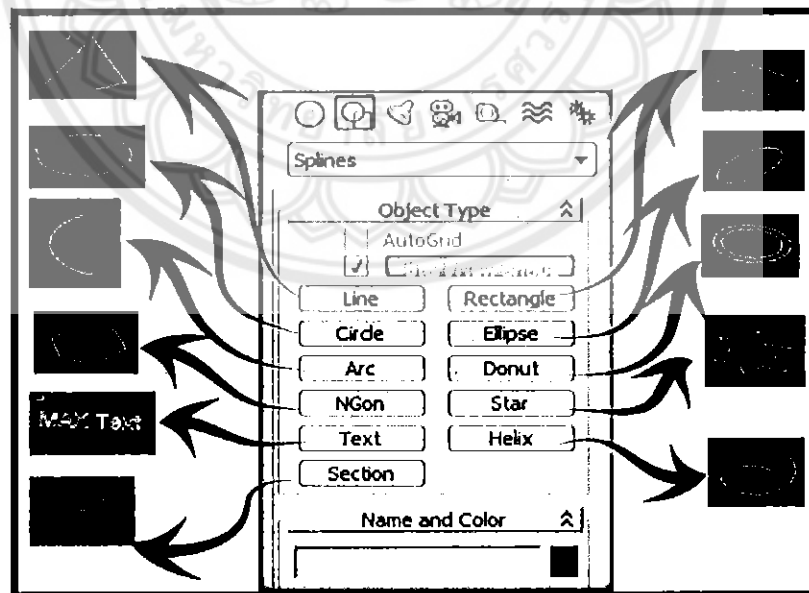 Splines
Object Type
AutoGrid
Line Rectangle
Circle Ellipse
Arc Donut
NGon Star
MAX Text
Text Helix
Section
Name and Color